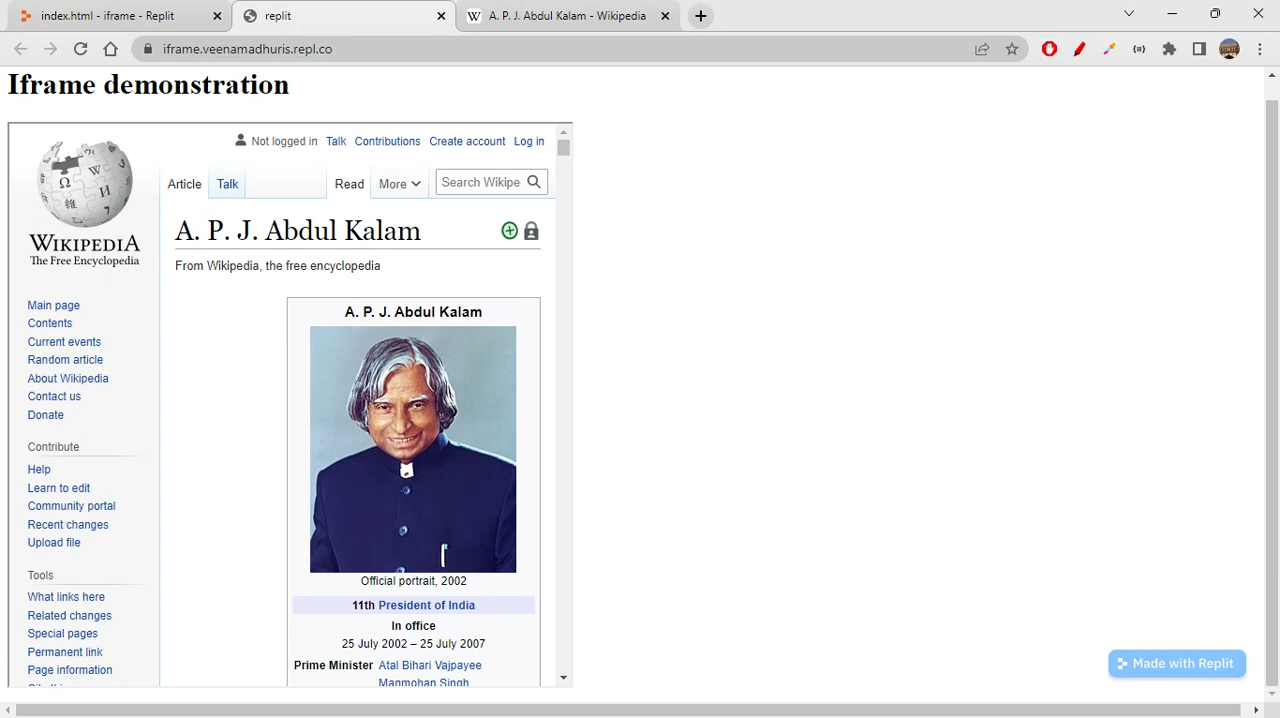 index.html - iframe - Replit
replit
A. P. J. Abdul Kalam - Wikipedia
iframe.veenamadhuris.repl.co
Iframe demonstration
Not logged in Talk Contributions Create account Log in
Article Talk Read More Search Wikipe
WIKIPEDIA
The Free Encyclopedia
A. P. J. Abdul Kalam
From Wikipedia, the free encyclopedia
Main page
Contents
Current events
Random article
About Wikipedia
Contact us
Donate
Contribute
Help
Learn to edit
Community portal
Recent changes
Upload file
Tools
What links here
Related changes
Special pages
Permanent link
Page information
A. P. J. Abdul Kalam
Official portrait, 2002
11th President of India
In office
25 July 2002 – 25 July 2007
Prime Minister Atal Bihari Vajpayee
Manmohan Singh
Made with Replit